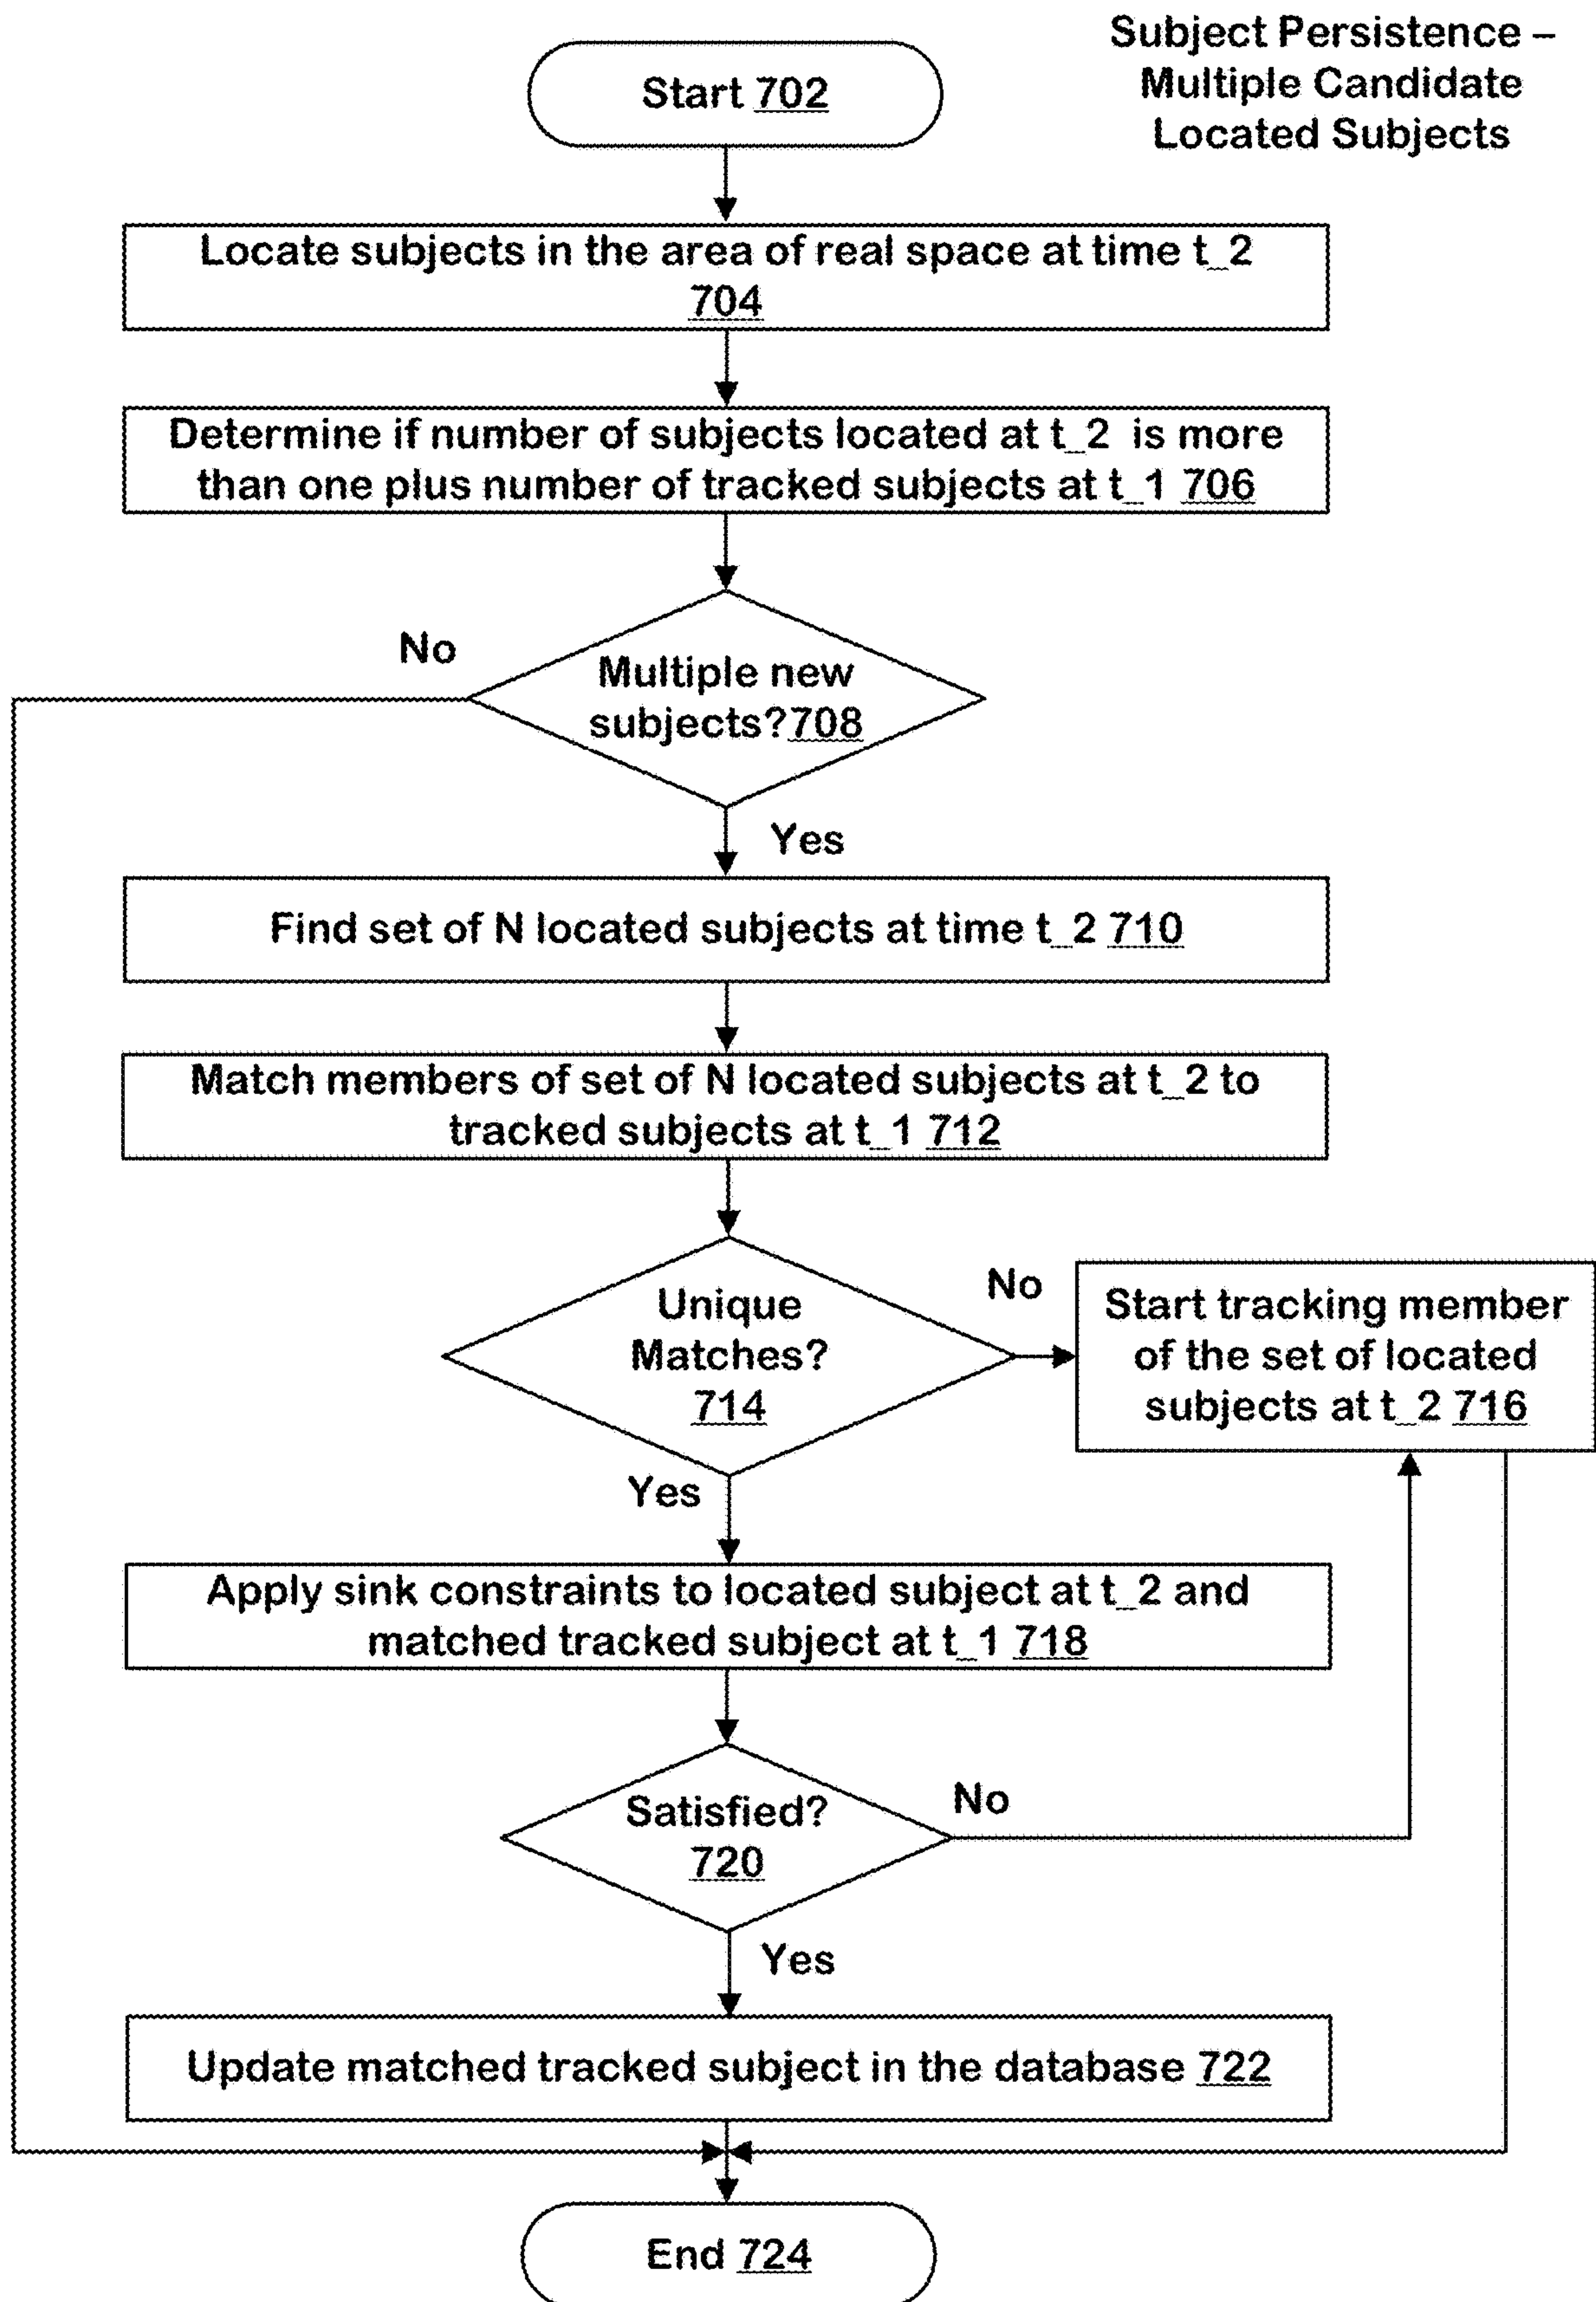 Subject Persistence –
Multiple Candidate
Located Subjects
Start 702
Locate subjects in the area of real space at time t_2
704
Determine if number of subjects located at t_2 is more
than one plus number of tracked subjects at t_1 706
No
Multiple new
subjects?708
Yes
Find set of N located subjects at time t_2 710
Match members of set of N located subjects at t_2 to
tracked subjects at t_1 712
Unique
Matches?
714
No
Start tracking member
of the set of located
subjects at t_2 716
Yes
Apply sink constraints to located subject at t_2 and
matched tracked subject at t_1 718
Satisfied?
720
No
Yes
Update matched tracked subject in the database 722
End 724